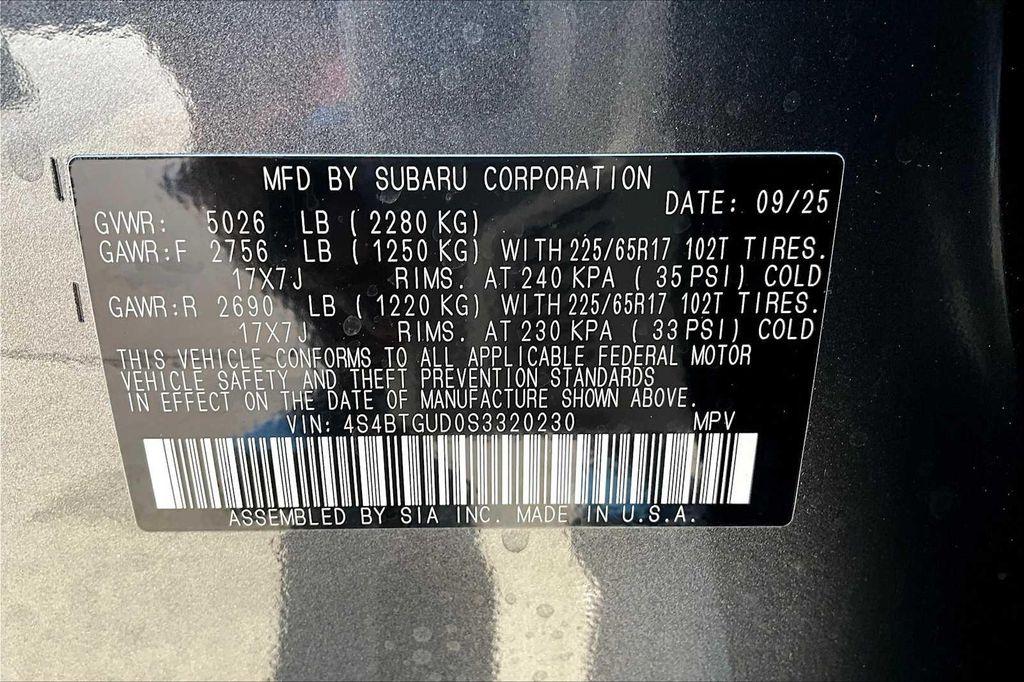 MFD BY SUBARU CORPORATION
DATE: 09/25
GVWR: 5026 LB ( 2280 KG)
GAWR:F 2756 LB ( 1250 KG) WITH 225/65R17 102T TIRES.
17X7J RIMS. AT 240 KPA ( 35 PSI) COLD
GAWR:R 2690 LB ( 1220 KG) WITH 225/65R17 102T TIRES.
17X7J RIMS. AT 230 KPA ( 33 PSI) COLD
THIS VEHICLE CONFORMS TO ALL APPLICABLE FEDERAL MOTOR
VEHICLE SAFETY AND THEFT PREVENTION STANDARDS
IN EFFECT ON THE DATE OF MANUFACTURE SHOWN ABOVE.
VIN: 4S4BTGUD0S3320230 MPV
ASSEMBLED BY SIA INC. MADE IN U.S.A.